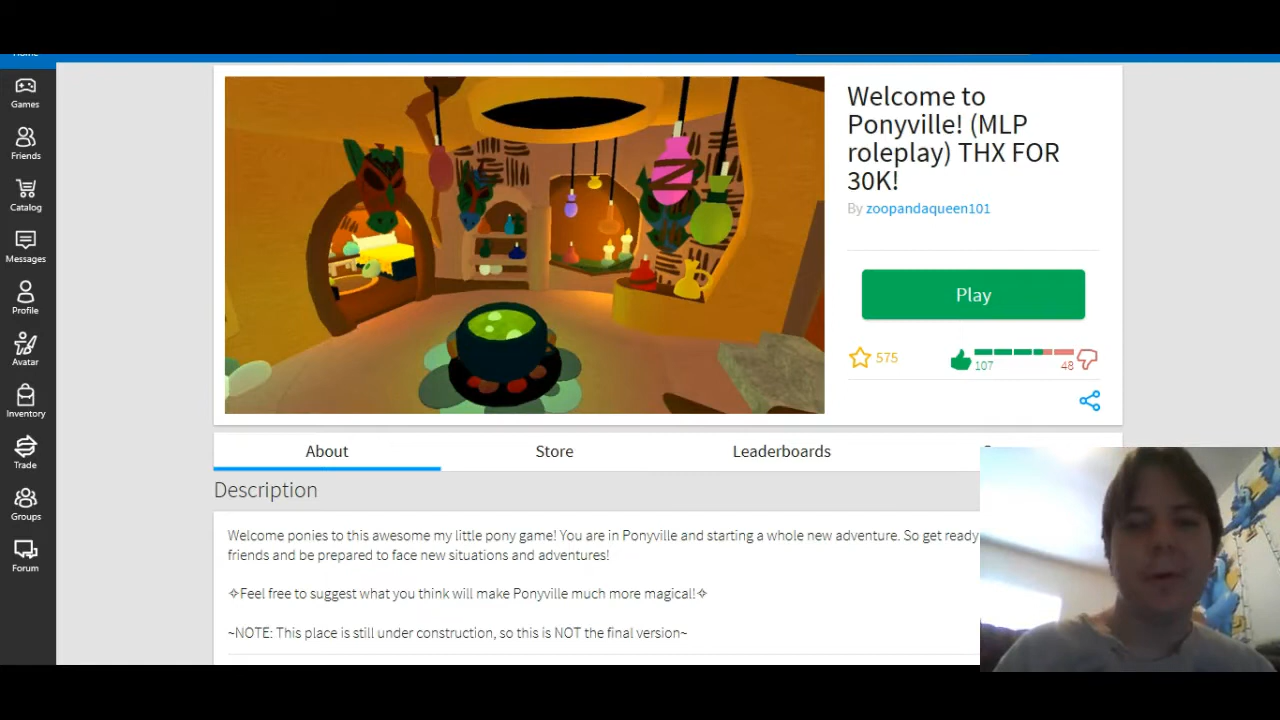 Games
Friends
Catalog
Messages
Profile
Avatar
Inventory
Trade
Groups
Forum
Welcome to
Ponyville! (MLP
roleplay) THX FOR
30K!
By zoopandaqueen101
Play
575
107
48
About
Store
Leaderboards
Description
Welcome ponies to this awesome my little pony game! You are in Ponyville and starting a whole new adventure. So get ready
friends and be prepared to face new situations and adventures!
✧Feel free to suggest what you think will make Ponyville much more magical!✧
~NOTE: This place is still under construction, so this is NOT the final version~